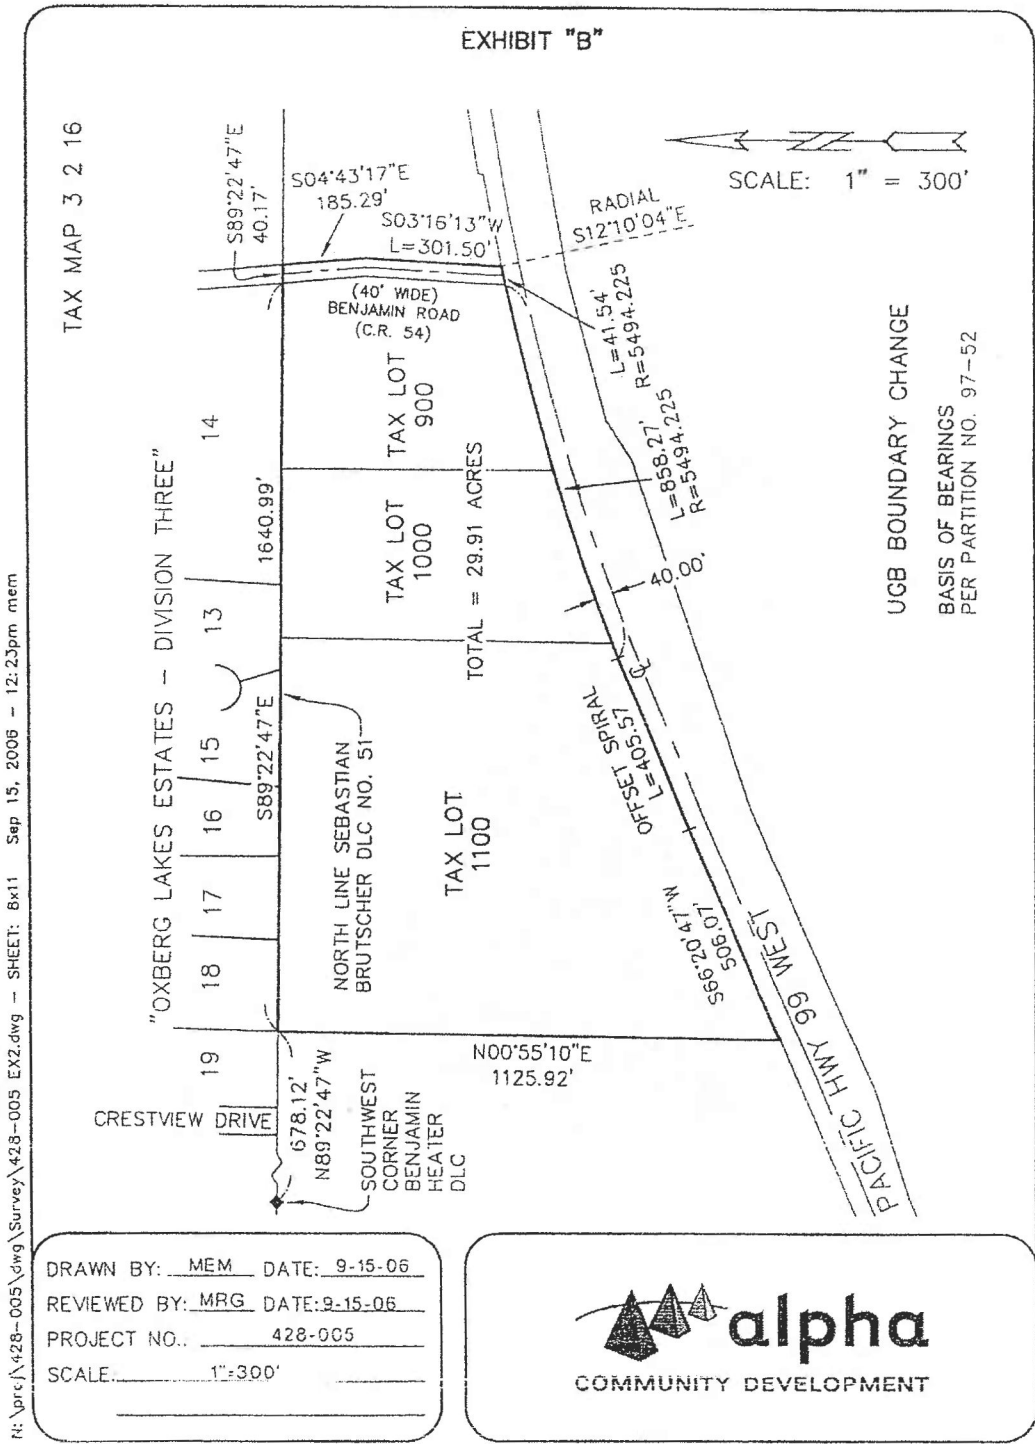 EXHIBIT "B"
TAX MAP 3 2 16
S89°22'47"E
40.17'
S04°43'17"E
185.29'
S03°16'13"W
L=301.50'
RADIAL
S12°10'04"E
SCALE: 1" = 300'
(40' WIDE)
BENJAMIN ROAD
(C.R. 54)
L=41.54'
R=5494.225
L=858.27'
R=5494.225
40.00'
"OXBERG LAKES ESTATES – DIVISION THREE"
14
13
15
16
17
18
19
1640.99'
S89°22'47"E
TAX LOT
900
TAX LOT
1000
TOTAL = 29.91 ACRES
NORTH LINE SEBASTIAN
BRUTSCHER DLC NO. 51
TAX LOT
1100
OFFSET SPIRAL
L=405.57
S66°20'47"W
506.07'
PACIFIC HWY 99 WEST
N00°55'10"E
1125.92'
CRESTVIEW DRIVE
678.12'
N89°22'47"W
SOUTHWEST
CORNER
BENJAMIN
HEATER
DLC
UGB BOUNDARY CHANGE
BASIS OF BEARINGS
PER PARTITION NO. 97-52
N:\proj\428-005\dwg\Survey\428-005 EX2.dwg – SHEET: 8x11 Sep 15, 2006 – 12:23pm mem
DRAWN BY: MEM DATE: 9-15-06
REVIEWED BY: MRG DATE: 9-15-06
PROJECT NO.: 428-005
SCALE: 1"=300'
alpha
COMMUNITY DEVELOPMENT